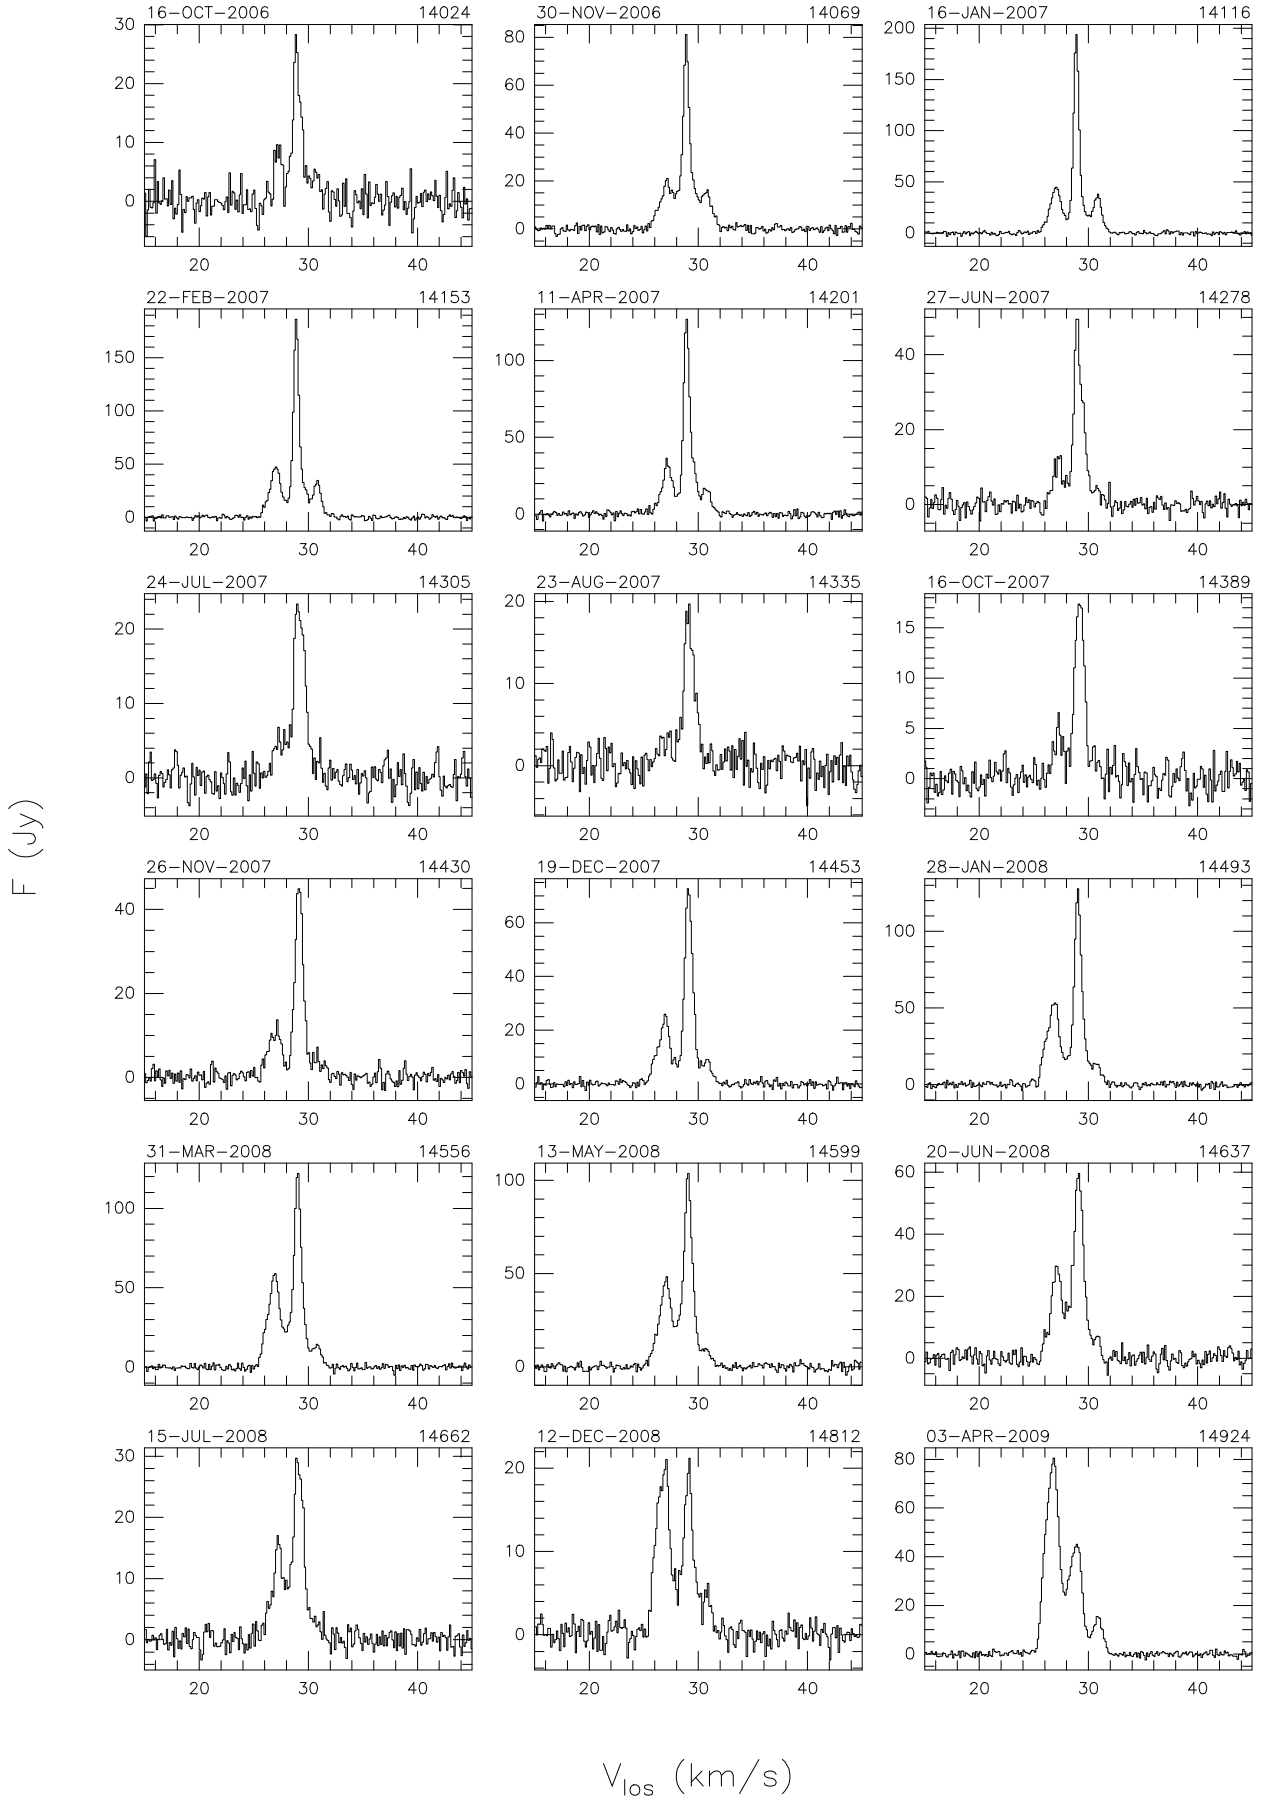 16-OCT-2006 14024
30
20
10
0
20 30 40
30-NOV-2006 14069
80
60
40
20
0
20 30 40
16-JAN-2007 14116
200
150
100
50
0
20 30 40
22-FEB-2007 14153
150
100
50
0
20 30 40
11-APR-2007 14201
100
50
0
20 30 40
27-JUN-2007 14278
40
20
0
20 30 40
24-JUL-2007 14305
20
10
0
20 30 40
23-AUG-2007 14335
20
10
0
20 30 40
16-OCT-2007 14389
15
10
5
0
20 30 40
F (Jy)
26-NOV-2007 14430
40
20
0
20 30 40
19-DEC-2007 14453
60
40
20
0
20 30 40
28-JAN-2008 14493
100
50
0
20 30 40
31-MAR-2008 14556
100
50
0
20 30 40
13-MAY-2008 14599
100
50
0
20 30 40
20-JUN-2008 14637
60
40
20
0
20 30 40
15-JUL-2008 14662
30
20
10
0
20 30 40
12-DEC-2008 14812
20
10
0
20 30 40
03-APR-2009 14924
80
60
40
20
0
20 30 40
V_los (km/s)